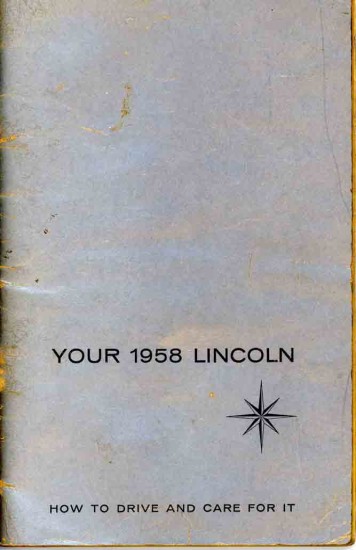 YOUR 1958 LINCOLN
HOW TO DRIVE AND CARE FOR IT